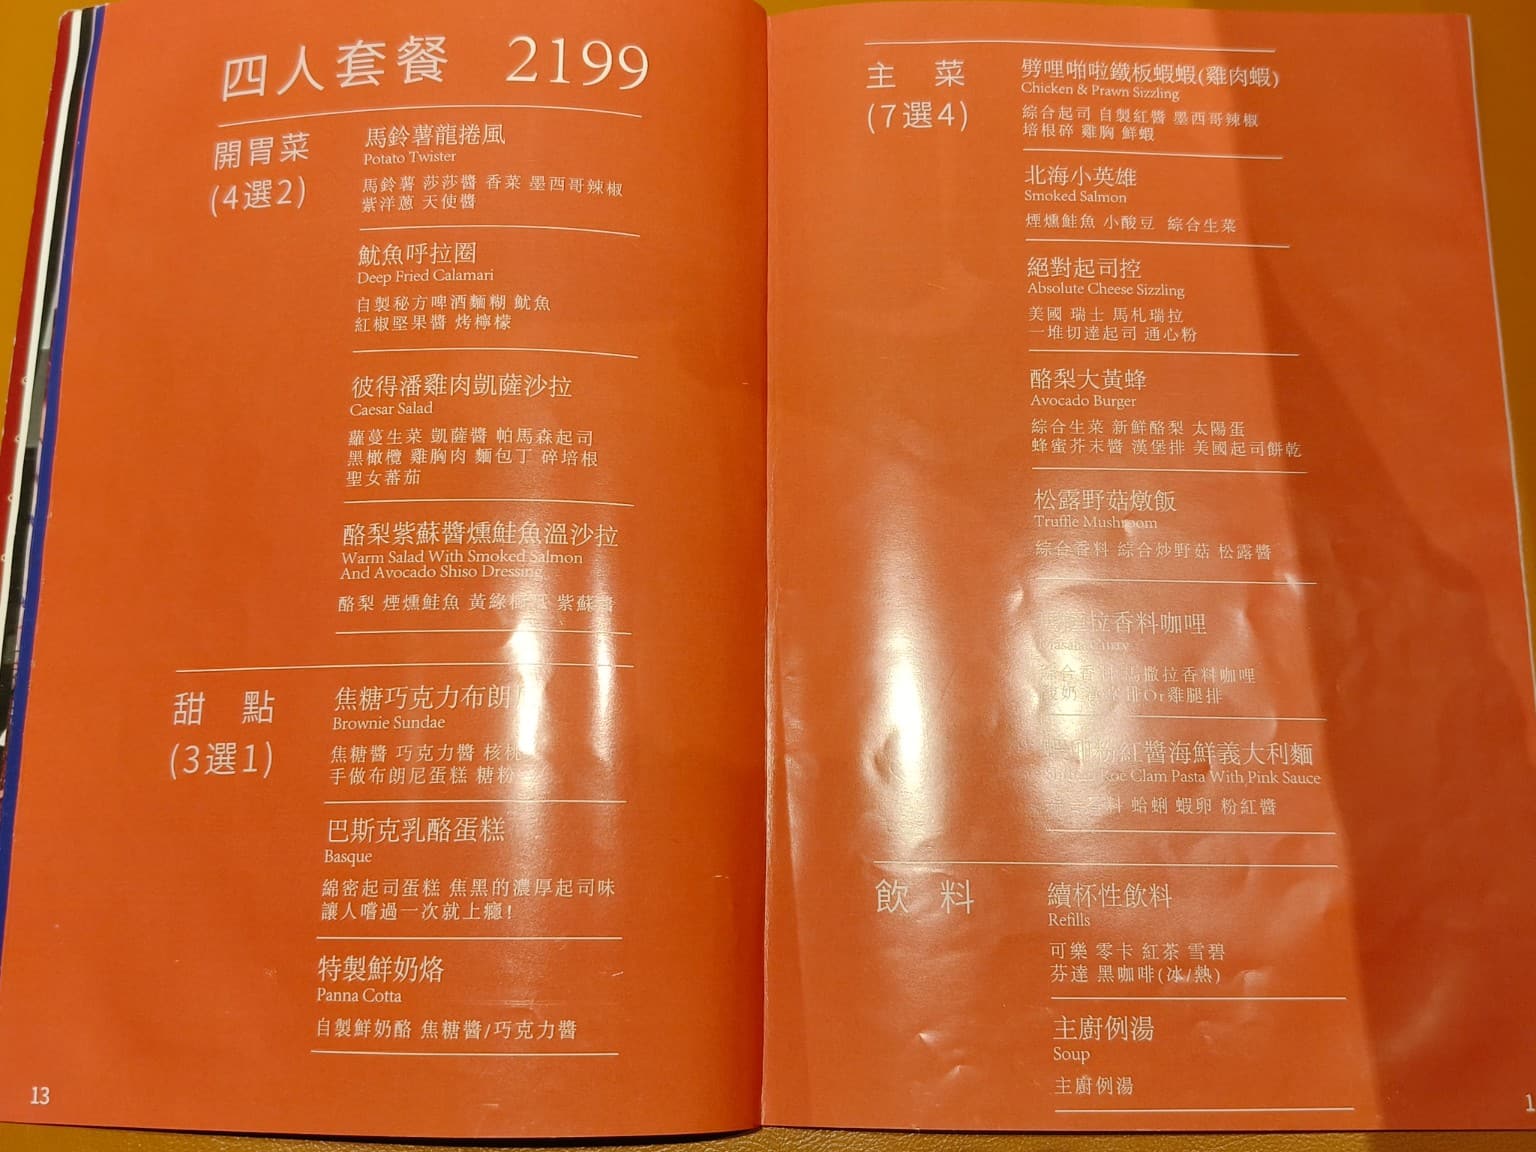 四人套餐 2199
開胃菜
(4選2)
馬鈴薯龍捲風
Potato Twister
馬鈴薯 莎莎醬 香菜 墨西哥辣椒
紫洋蔥 天使醬
魷魚呼拉圈
Deep Fried Calamari
自製秘方啤酒麵糊 魷魚
紅椒堅果醬 烤檸檬
彼得潘雞肉凱薩沙拉
Caesar Salad
蘿蔓生菜 凱薩醬 帕馬森起司
黑橄欖 雞胸肉 麵包丁 碎培根
聖女蕃茄
酪梨紫蘇醬燻鮭魚溫沙拉
Warm Salad With Smoked Salmon
And Avocado Shiso Dressing
酪梨 煙燻鮭魚 黃綠 紫蘇
甜點
(3選1)
焦糖巧克力布朗
Brownie Sundae
焦糖醬 巧克力醬 核桃
手做布朗尼蛋糕 糖粉
巴斯克乳酪蛋糕
Basque
綿密起司蛋糕 焦黑的濃厚起司味
讓人嚐過一次就上癮!
特製鮮奶烙
Panna Cotta
自製鮮奶酪 焦糖醬/巧克力醬
13
主菜
(7選4)
劈哩啪啦鐵板蝦蝦(雞肉蝦)
Chicken & Prawn Sizzling
綜合起司 自製紅醬 墨西哥辣椒
培根碎 雞胸 鮮蝦
北海小英雄
Smoked Salmon
煙燻鮭魚 小酸豆 綜合生菜
絕對起司控
Absolute Cheese Sizzling
美國 瑞士 馬札瑞拉
一堆切達起司 通心粉
酪梨大黃蜂
Avocado Burger
綜合生菜 新鮮酪梨 太陽蛋
蜂蜜芥末醬 漢堡排 美國起司餅乾
松露野菇燉飯
Truffle Mushroom
綜合香料 綜合炒野菇 松露醬
拉香料咖哩
Curry
馬撒拉香料咖哩
排Or雞腿排
粉紅醬海鮮義大利麵
Roe Clam Pasta With Pink Sauce
蛤蜊 蝦卵 粉紅醬
飲料
續杯性飲料
Refills
可樂 零卡 紅茶 雪碧
芬達 黑咖啡(冰/熱)
主廚例湯
Soup
主廚例湯